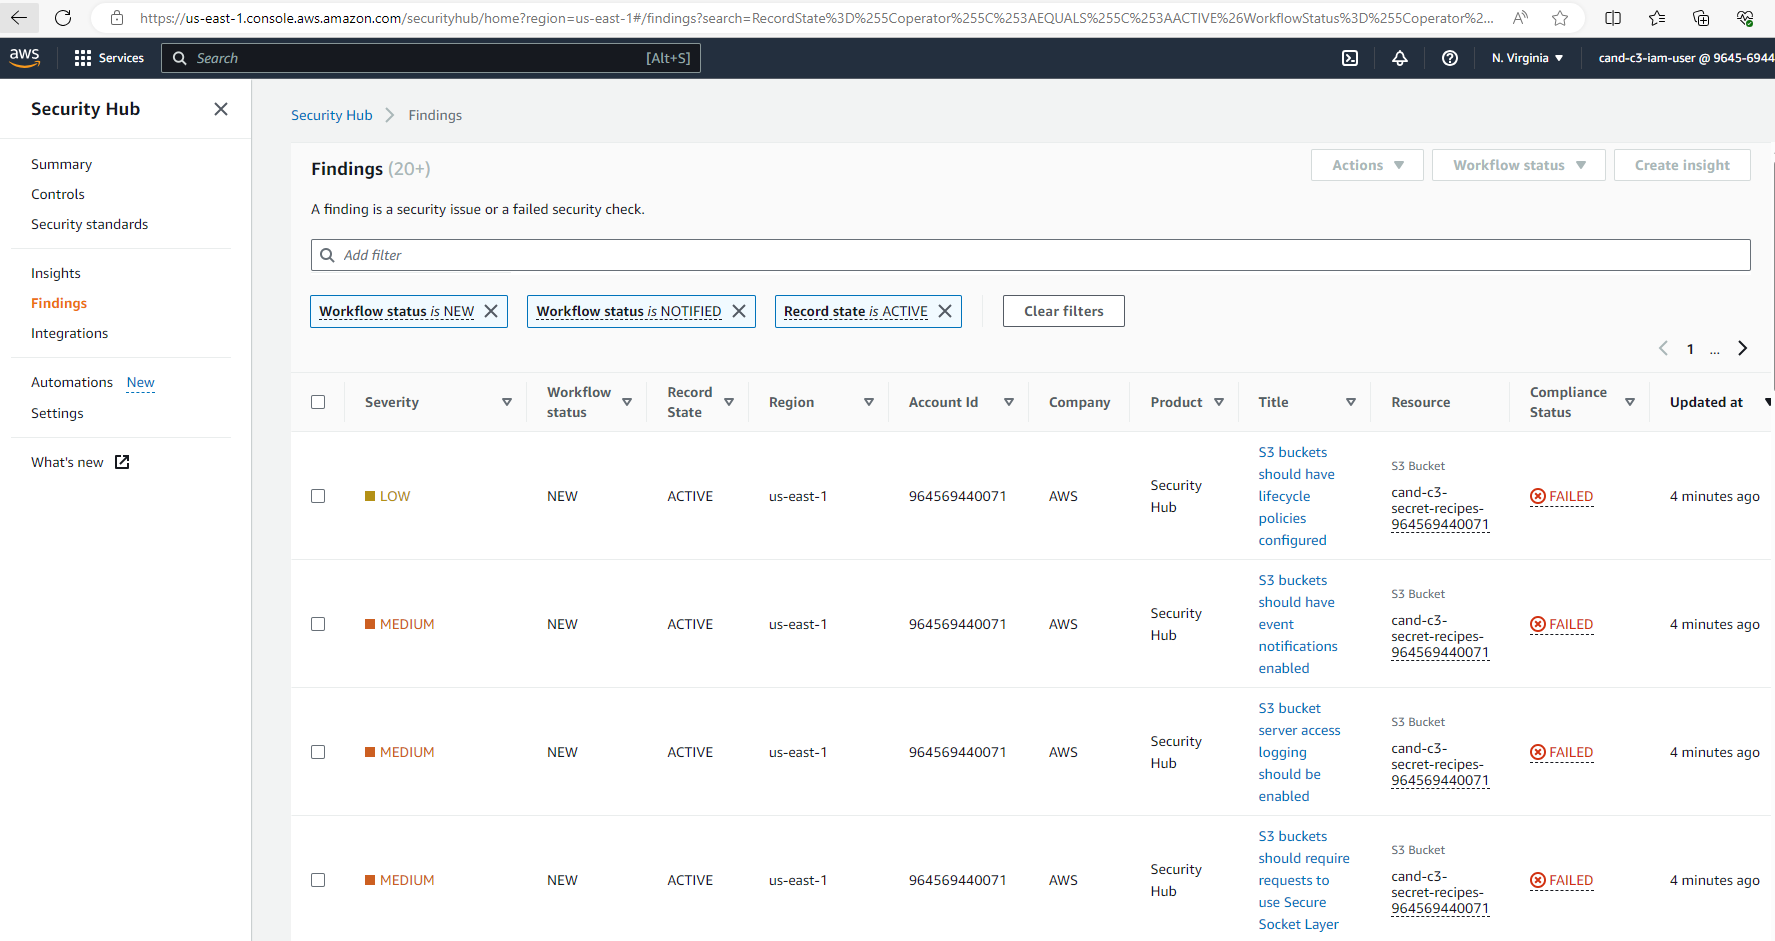 https://us-east-1.console.aws.amazon.com/securityhub/home?region=us-east-1#/findings?search=RecordState%3D%255Coperator%255C%253AEQUALS%255C%253AACTIVE%26WorkflowStatus%3D%255Coperator%2...
aws
Services
Search
[Alt+S]
N. Virginia
cand-c3-iam-user @ 9645-6944
Security Hub
Summary
Controls
Security standards
Insights
Findings
Integrations
Automations New
Settings
What's new
Security Hub > Findings
Findings (20+)
Actions
Workflow status
Create insight
A finding is a security issue or a failed security check.
Add filter
Workflow status is NEW
Workflow status is NOTIFIED
Record state is ACTIVE
Clear filters
1 ...
Severity
Workflow
status
Record
State
Region
Account Id
Company
Product
Title
Resource
Compliance
Status
Updated at
LOW
NEW
ACTIVE
us-east-1
964569440071
AWS
Security
Hub
S3 buckets
should have
lifecycle
policies
configured
S3 Bucket
cand-c3-
secret-recipes-
964569440071
FAILED
4 minutes ago
MEDIUM
NEW
ACTIVE
us-east-1
964569440071
AWS
Security
Hub
S3 buckets
should have
event
notifications
enabled
S3 Bucket
cand-c3-
secret-recipes-
964569440071
FAILED
4 minutes ago
MEDIUM
NEW
ACTIVE
us-east-1
964569440071
AWS
Security
Hub
S3 bucket
server access
logging
should be
enabled
S3 Bucket
cand-c3-
secret-recipes-
964569440071
FAILED
4 minutes ago
MEDIUM
NEW
ACTIVE
us-east-1
964569440071
AWS
Security
Hub
S3 buckets
should require
requests to
use Secure
Socket Layer
S3 Bucket
cand-c3-
secret-recipes-
964569440071
FAILED
4 minutes ago